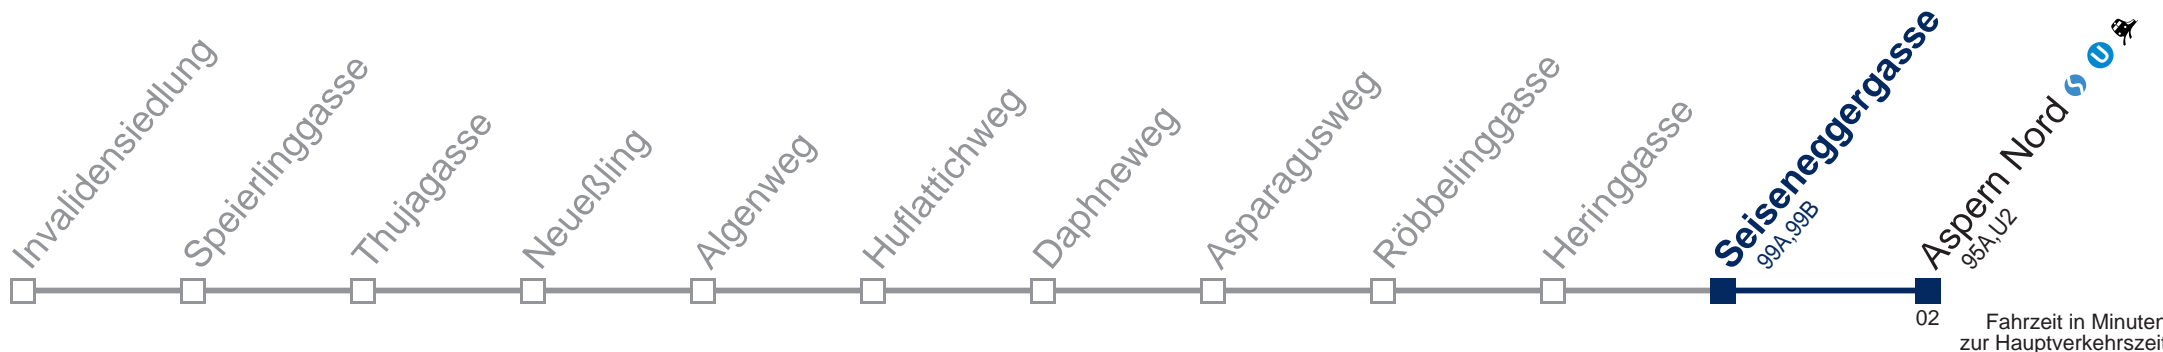 Invalidensiedlung
Speierlinggasse
Thujagasse
Neueßling
Algenweg
Huflattichweg
Daphneweg
Asparagusweg
Röbbelinggasse
Heringgasse
Seiseneggergasse
99A,99B
Aspern Nord S U
95A,U2
02
Fahrzeit in Minuten
zur Hauptverkehrszeit